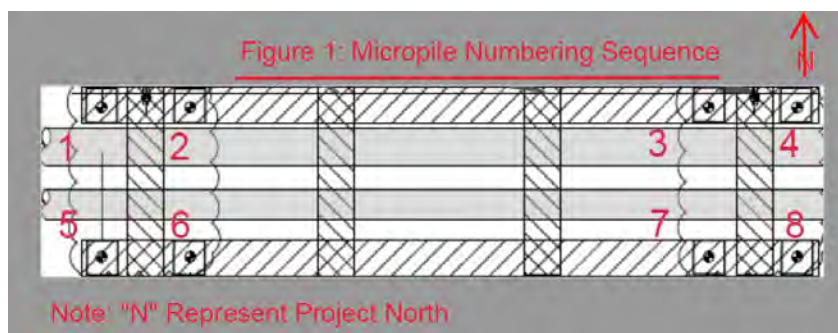 Figure 1: Micropile Numbering Sequence
N
1 2 3 4
5 6 7 8
Note: "N" Represent Project North